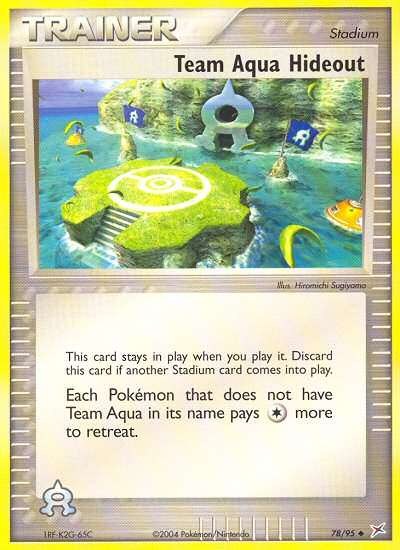 TRAINER
Stadium
Team Aqua Hideout
Illus. Hiromichi Sugiyama
This card stays in play when you play it. Discard
this card if another Stadium card comes into play.
Each Pokémon that does not have
Team Aqua in its name pays more
to retreat.
1RF K2G-65C
©2004 Pokémon/Nintendo
78/95